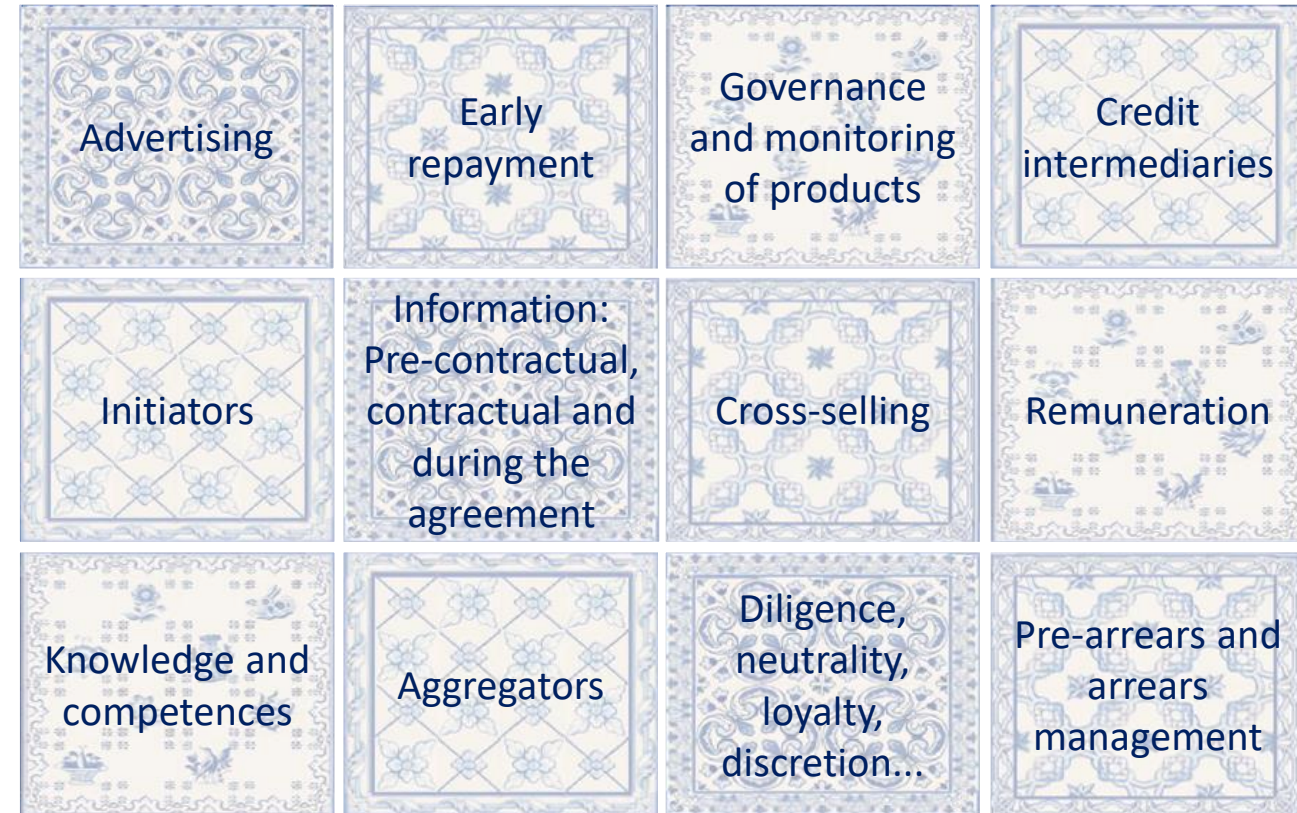 Advertising
Early
repayment
Governance
and monitoring
of products
Credit
intermediaries
Initiators
Information:
Pre-contractual,
contractual and
during the
agreement
Cross-selling
Remuneration
Knowledge and
competences
Aggregators
Diligence,
neutrality,
loyalty,
discretion...
Pre-arrears and
arrears
management